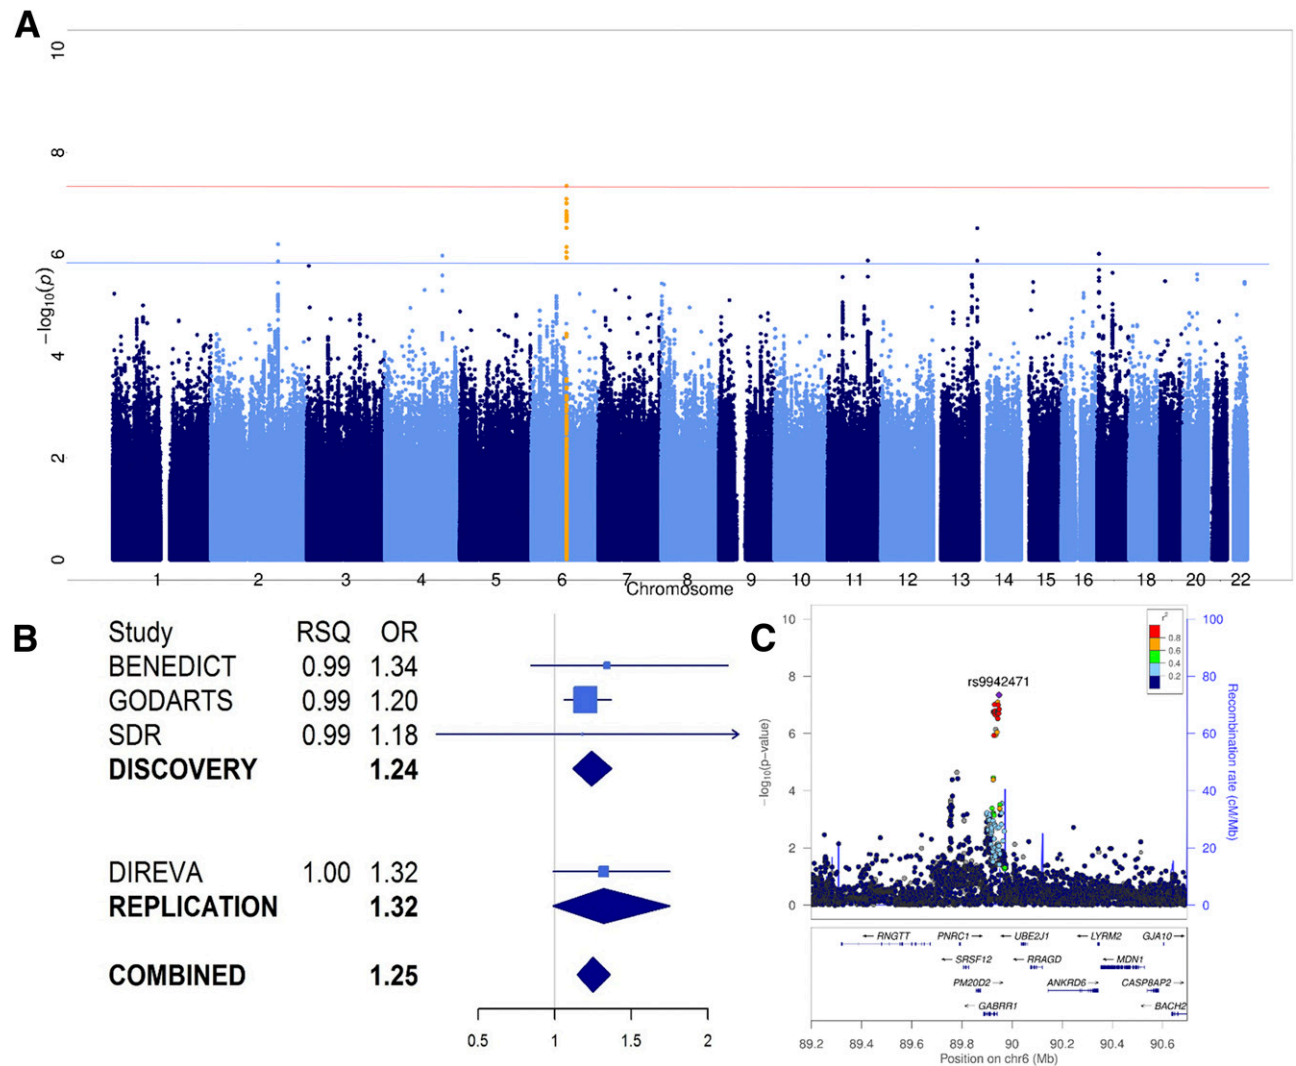 A
10
8
6
4
2
0
−log10(p)
1 2 3 4 5 6 7 8 9 10 11 12 13 14 15 16 18 20 22
Chromosome
B
Study RSQ OR
BENEDICT 0.99 1.34
GODARTS 0.99 1.20
SDR 0.99 1.18
DISCOVERY 1.24
DIREVA 1.00 1.32
REPLICATION 1.32
COMBINED 1.25
0.5 1 1.5 2
C
10
8
6
4
2
0
−log10(p−value)
rs9942471
r2
0.8
0.6
0.4
0.2
100
80
60
40
20
0
Recombination rate (cM/Mb)
← RNGTT PNRC1 → ← UBE2J1 ← LYRM2 GJA10 →
← SRSF12 ← RRAGD ← MDN1
PM20D2 → ANKRD6 → CASP8AP2 →
← GABRR1 ← BACH2
89.2 89.4 89.6 89.8 90 90.2 90.4 90.6
Position on chr6 (Mb)